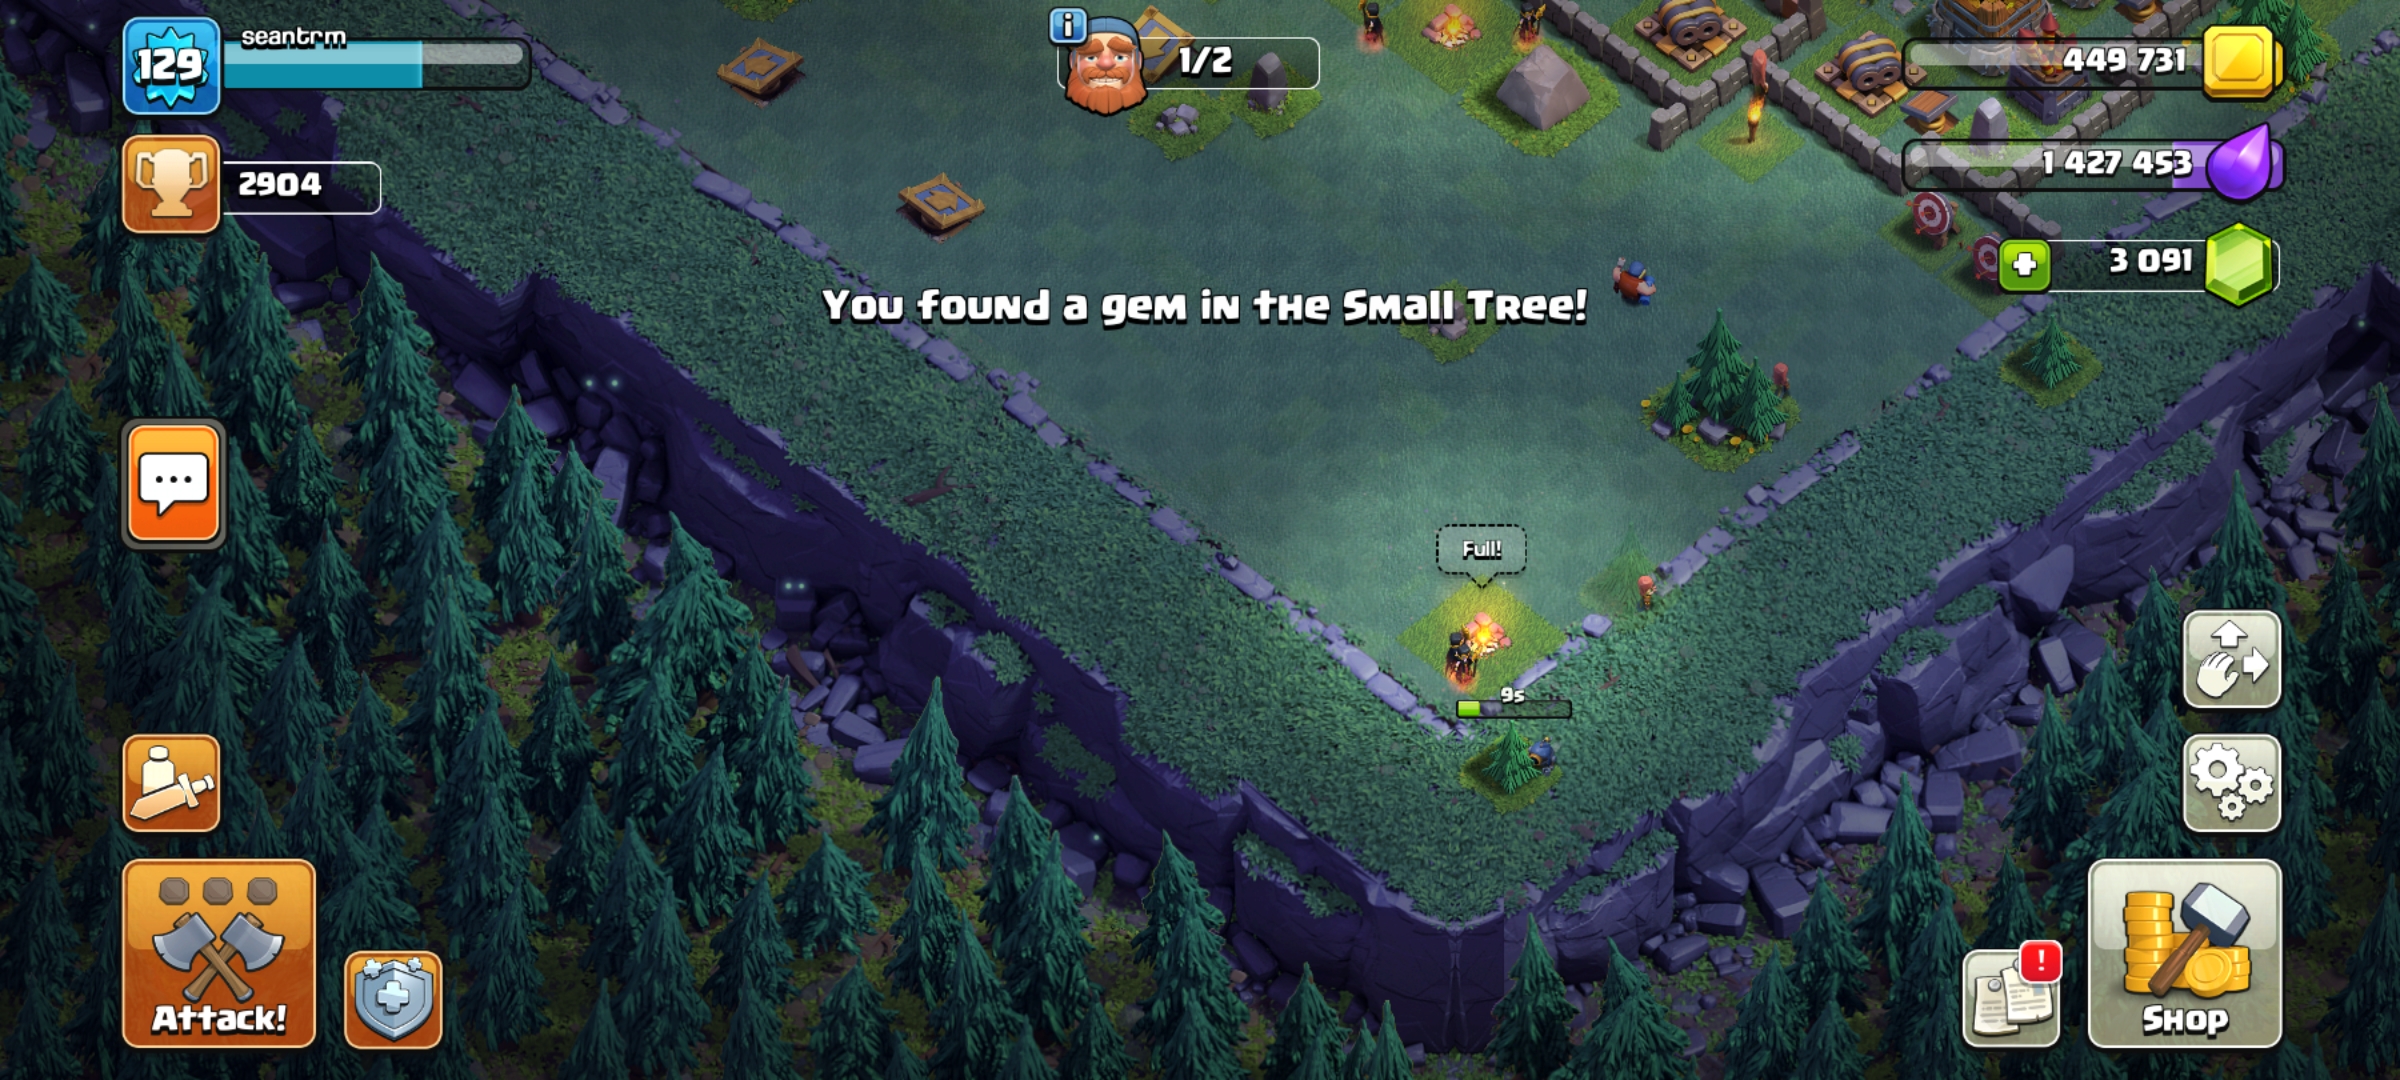 129
seantrm
i
1/2
449 731
2904
1 427 453
3 091
You found a gem in the Small Tree!
Full!
9s
!
Attack!
Shop